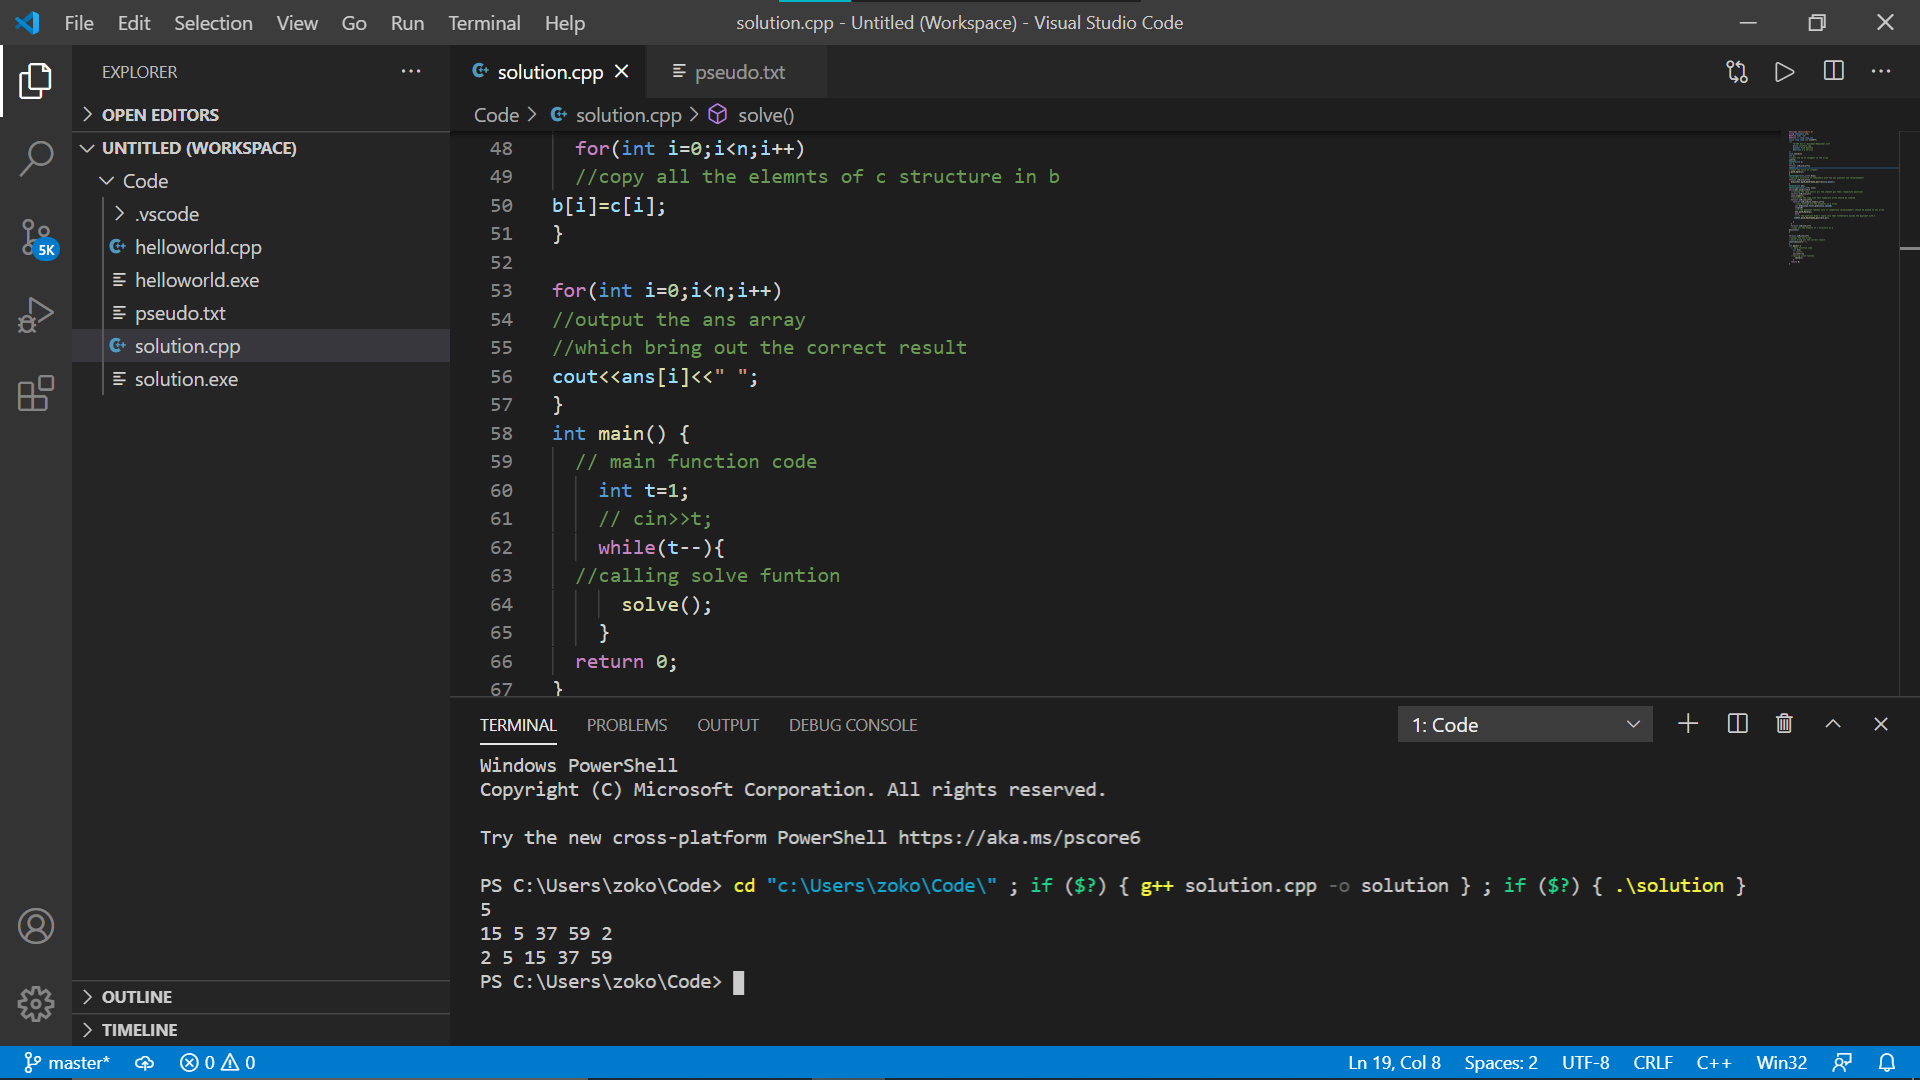 File Edit Selection View Go Run Terminal Help
solution.cpp - Untitled (Workspace) - Visual Studio Code
EXPLORER
OPEN EDITORS
UNTITLED (WORKSPACE)
Code
.vscode
helloworld.cpp
helloworld.exe
pseudo.txt
solution.cpp
solution.exe
5K
OUTLINE
TIMELINE
solution.cpp pseudo.txt
Code > solution.cpp > solve()
48 for(int i=0;i<n;i++)
49 //copy all the elemnts of c structure in b
50 b[i]=c[i];
51 }
52
53 for(int i=0;i<n;i++)
54 //output the ans array
55 //which bring out the correct result
56 cout<<ans[i]<<" ";
57 }
58 int main() {
59 // main function code
60 int t=1;
61 // cin>>t;
62 while(t--){
63 //calling solve funtion
64 solve();
65 }
66 return 0;
67 }
TERMINAL PROBLEMS OUTPUT DEBUG CONSOLE
1: Code
Windows PowerShell
Copyright (C) Microsoft Corporation. All rights reserved.
Try the new cross-platform PowerShell https://aka.ms/pscore6
PS C:\Users\zoko\Code> cd "c:\Users\zoko\Code\" ; if ($?) { g++ solution.cpp -o solution } ; if ($?) { .\solution }
5
15 5 37 59 2
2 5 15 37 59
PS C:\Users\zoko\Code>
master* 0 0
Ln 19, Col 8 Spaces: 2 UTF-8 CRLF C++ Win32